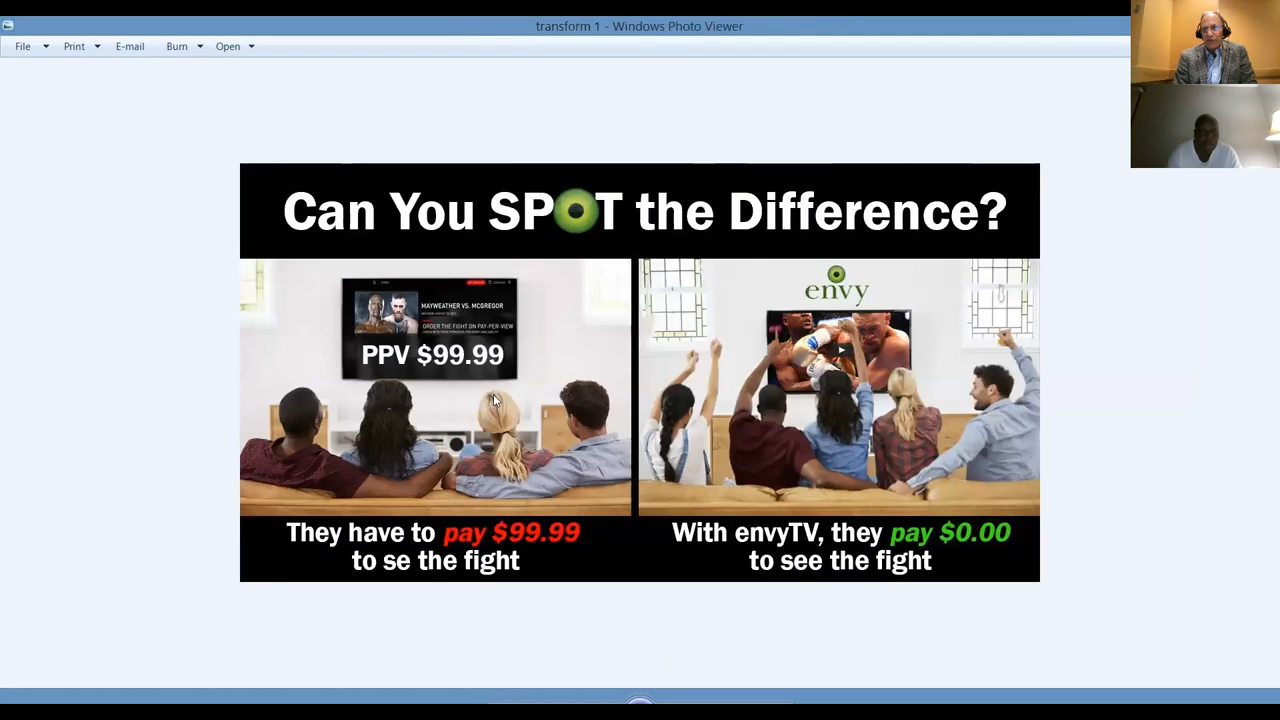 transform 1 - Windows Photo Viewer
File Print E-mail Burn Open
Can You SPOT the Difference?
MAYWEATHER VS. MCGREGOR
ORDER THE FIGHT ON PAY-PER-VIEW
PPV $99.99
envy
They have to pay $99.99
to se the fight
With envyTV, they pay $0.00
to see the fight